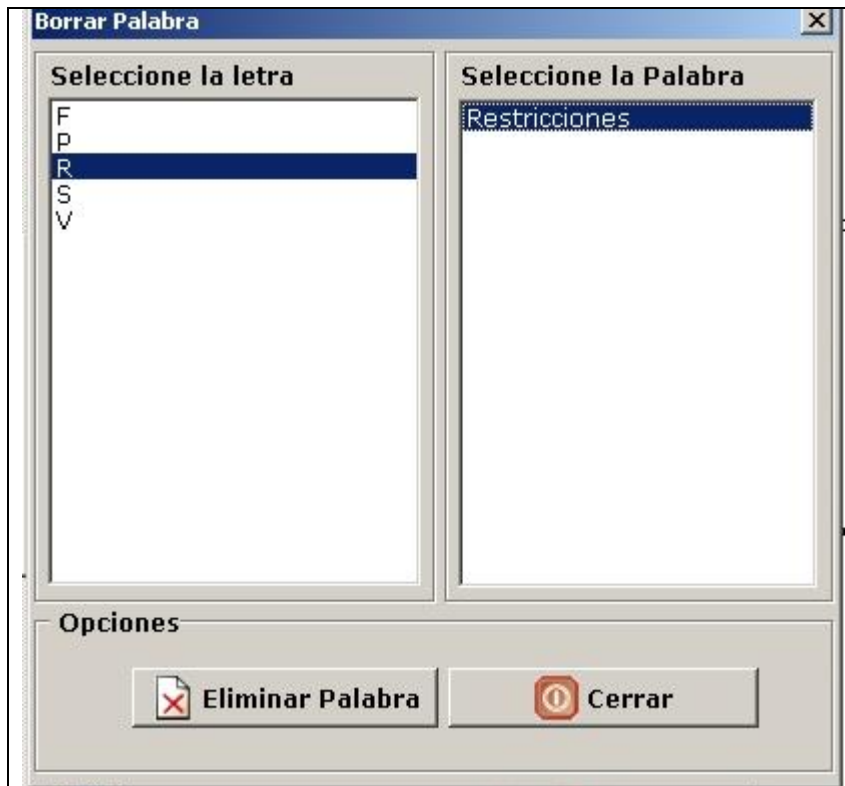 Borrar Palabra
Seleccione la letra
F
P
R
S
V
Seleccione la Palabra
Restricciones
Opciones
Eliminar Palabra
Cerrar